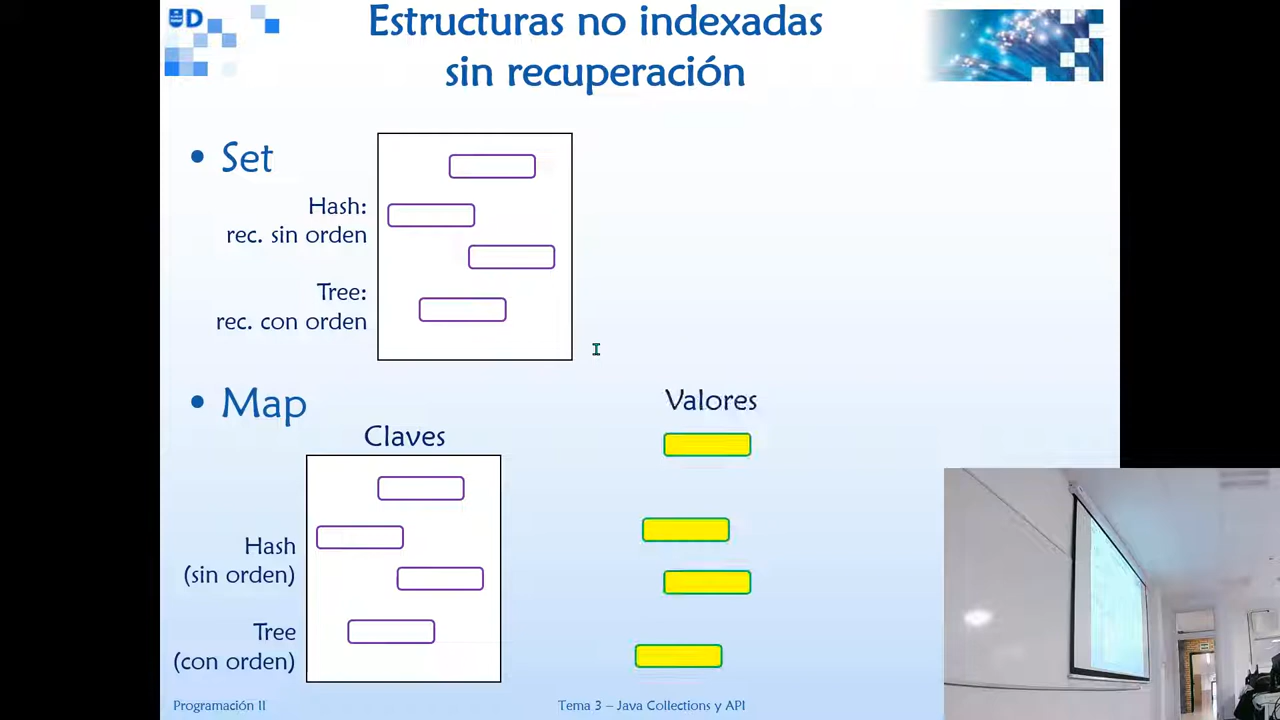 Estructuras no indexadas
sin recuperación
• Set
Hash:
rec. sin orden
Tree:
rec. con orden
• Map
Claves
Valores
Hash
(sin orden)
Tree
(con orden)
Programación II
Tema 3 – Java Collections y API